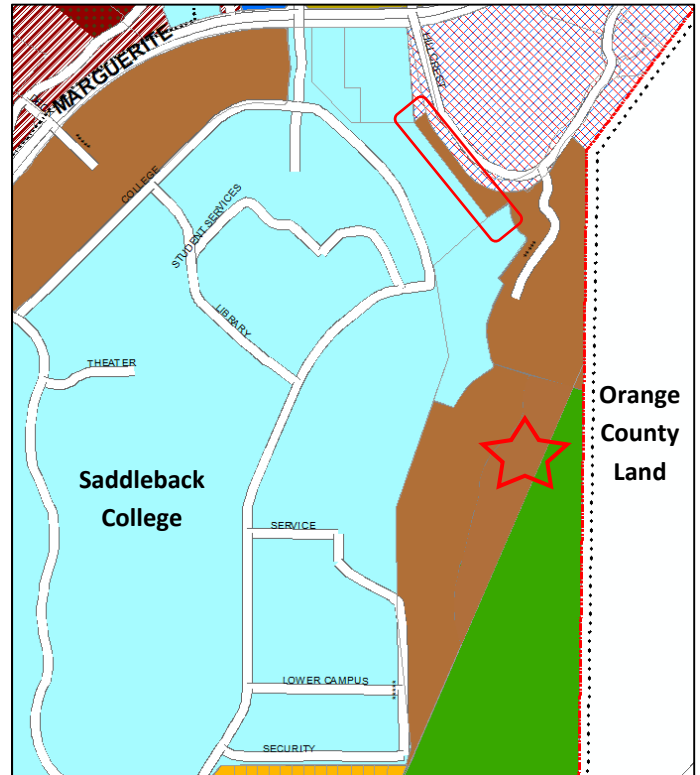 MARGUERITE
HILLCREST
COLLEGE
STUDENT SERVICES
LIBRARY
THEATER
Orange
County
Land
Saddleback
College
SERVICE
LOWER CAMPUS
SECURITY